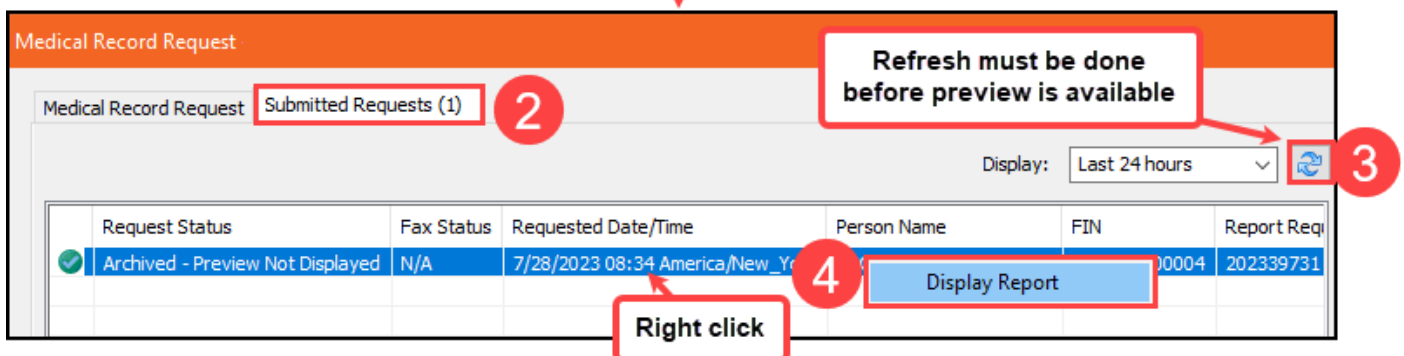 Medical Record Request
Refresh must be done
before preview is available
Medical Record Request Submitted Requests (1) 2
Display: Last 24 hours 3
Request Status Fax Status Requested Date/Time Person Name FIN Report Requ
Archived - Preview Not Displayed N/A 7/28/2023 08:34 America/New_Yo 4 00004 202339731
Display Report
Right click